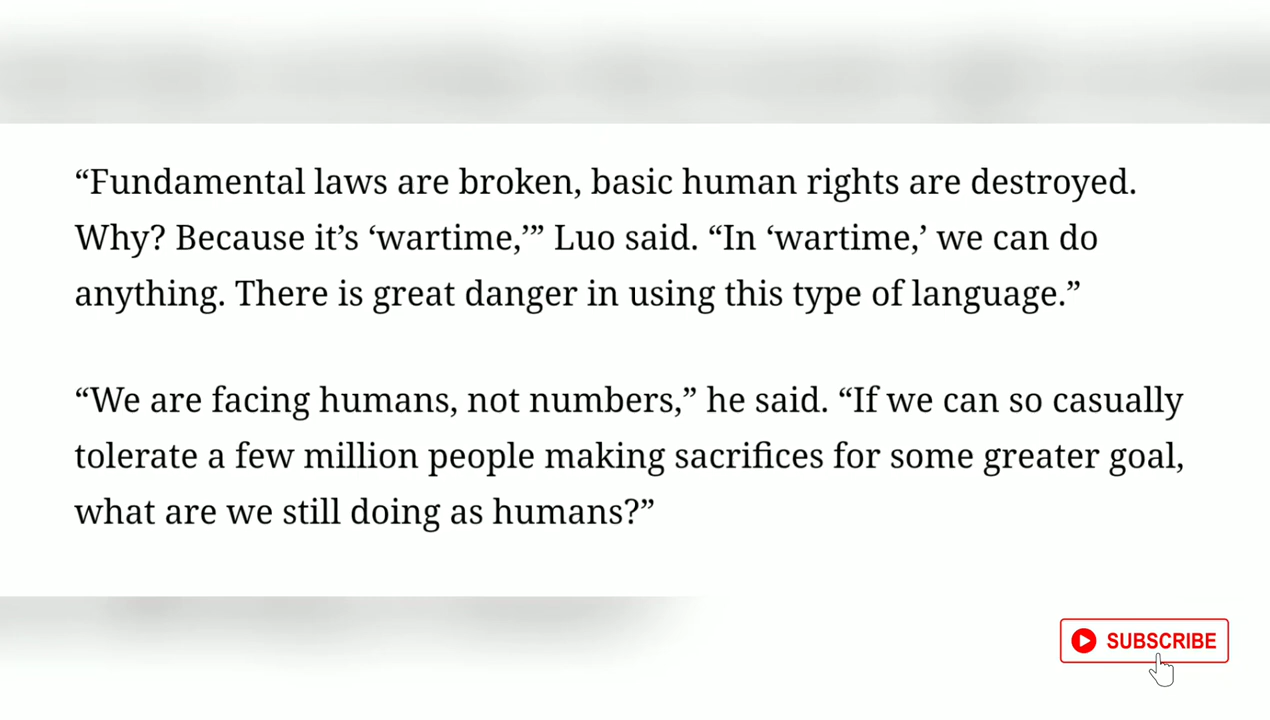 “Fundamental laws are broken, basic human rights are destroyed.
Why? Because it’s ‘wartime,’” Luo said. “In ‘wartime,’ we can do
anything. There is great danger in using this type of language.”
“We are facing humans, not numbers,” he said. “If we can so casually
tolerate a few million people making sacrifices for some greater goal,
what are we still doing as humans?”
SUBSCRIBE